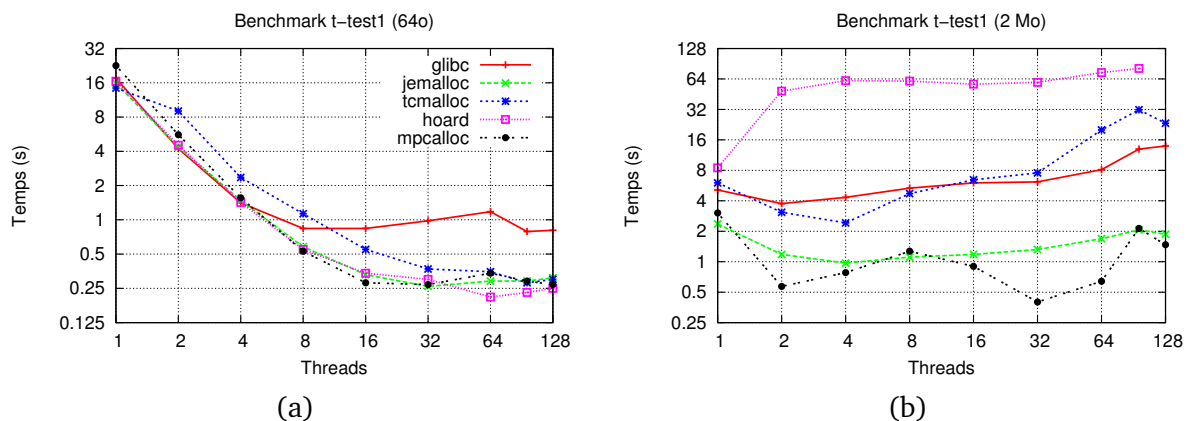 Benchmark t-test1 (64o)
Temps (s)
32
16
8
4
2
1
0.5
0.25
0.125
glibc
jemalloc
tcmalloc
hoard
mpcalloc
1 2 4 8 16 32 64 128
Threads
(a)
Benchmark t-test1 (2 Mo)
Temps (s)
128
64
32
16
8
4
2
1
0.5
0.25
1 2 4 8 16 32 64 128
Threads
(b)